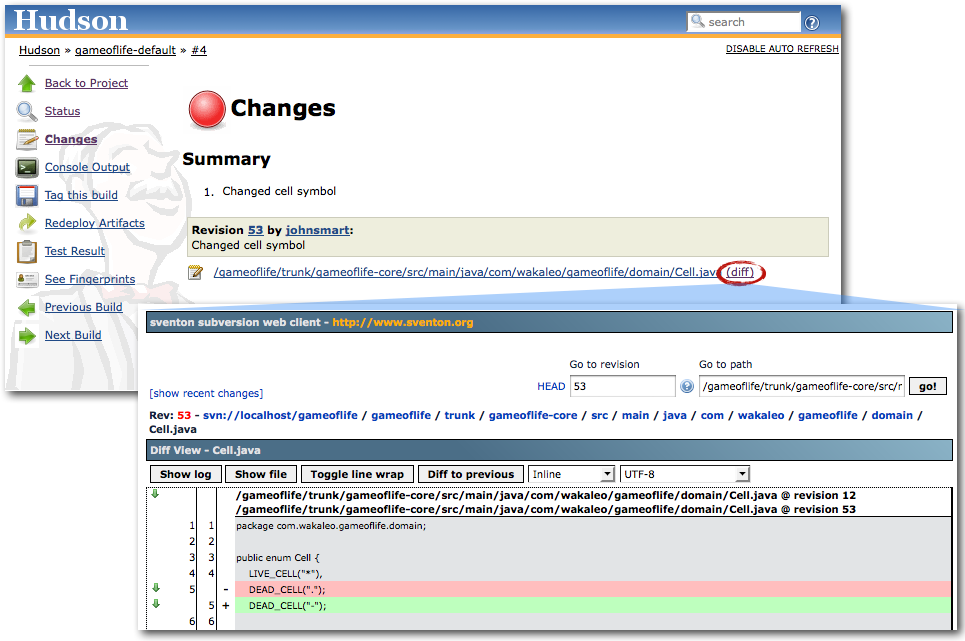 Hudson
search
Hudson » gameoflife-default » #4
DISABLE AUTO REFRESH
Back to Project
Status
Changes
Console Output
Tag this build
Redeploy Artifacts
Test Result
See Fingerprints
Previous Build
Next Build
Changes
Summary
1. Changed cell symbol
Revision 53 by johnsmart:
Changed cell symbol
/gameoflife/trunk/gameoflife-core/src/main/java/com/wakaleo/gameoflife/domain/Cell.java (diff)
sventon subversion web client - http://www.sventon.org
Go to revision Go to path
[show recent changes] HEAD 53 /gameoflife/trunk/gameoflife-core/src/r go!
Rev: 53 - svn://localhost/gameoflife / gameoflife / trunk / gameoflife-core / src / main / java / com / wakaleo / gameoflife / domain /
Cell.java
Diff View - Cell.java
Show log Show file Toggle line wrap Diff to previous Inline UTF-8
/gameoflife/trunk/gameoflife-core/src/main/java/com/wakaleo/gameoflife/domain/Cell.java @ revision 12
/gameoflife/trunk/gameoflife-core/src/main/java/com/wakaleo/gameoflife/domain/Cell.java @ revision 53
1 1 package com.wakaleo.gameoflife.domain;
2 2
3 3 public enum Cell {
4 4 LIVE_CELL("*"),
5 - DEAD_CELL(".");
5 + DEAD_CELL("-");
6 6